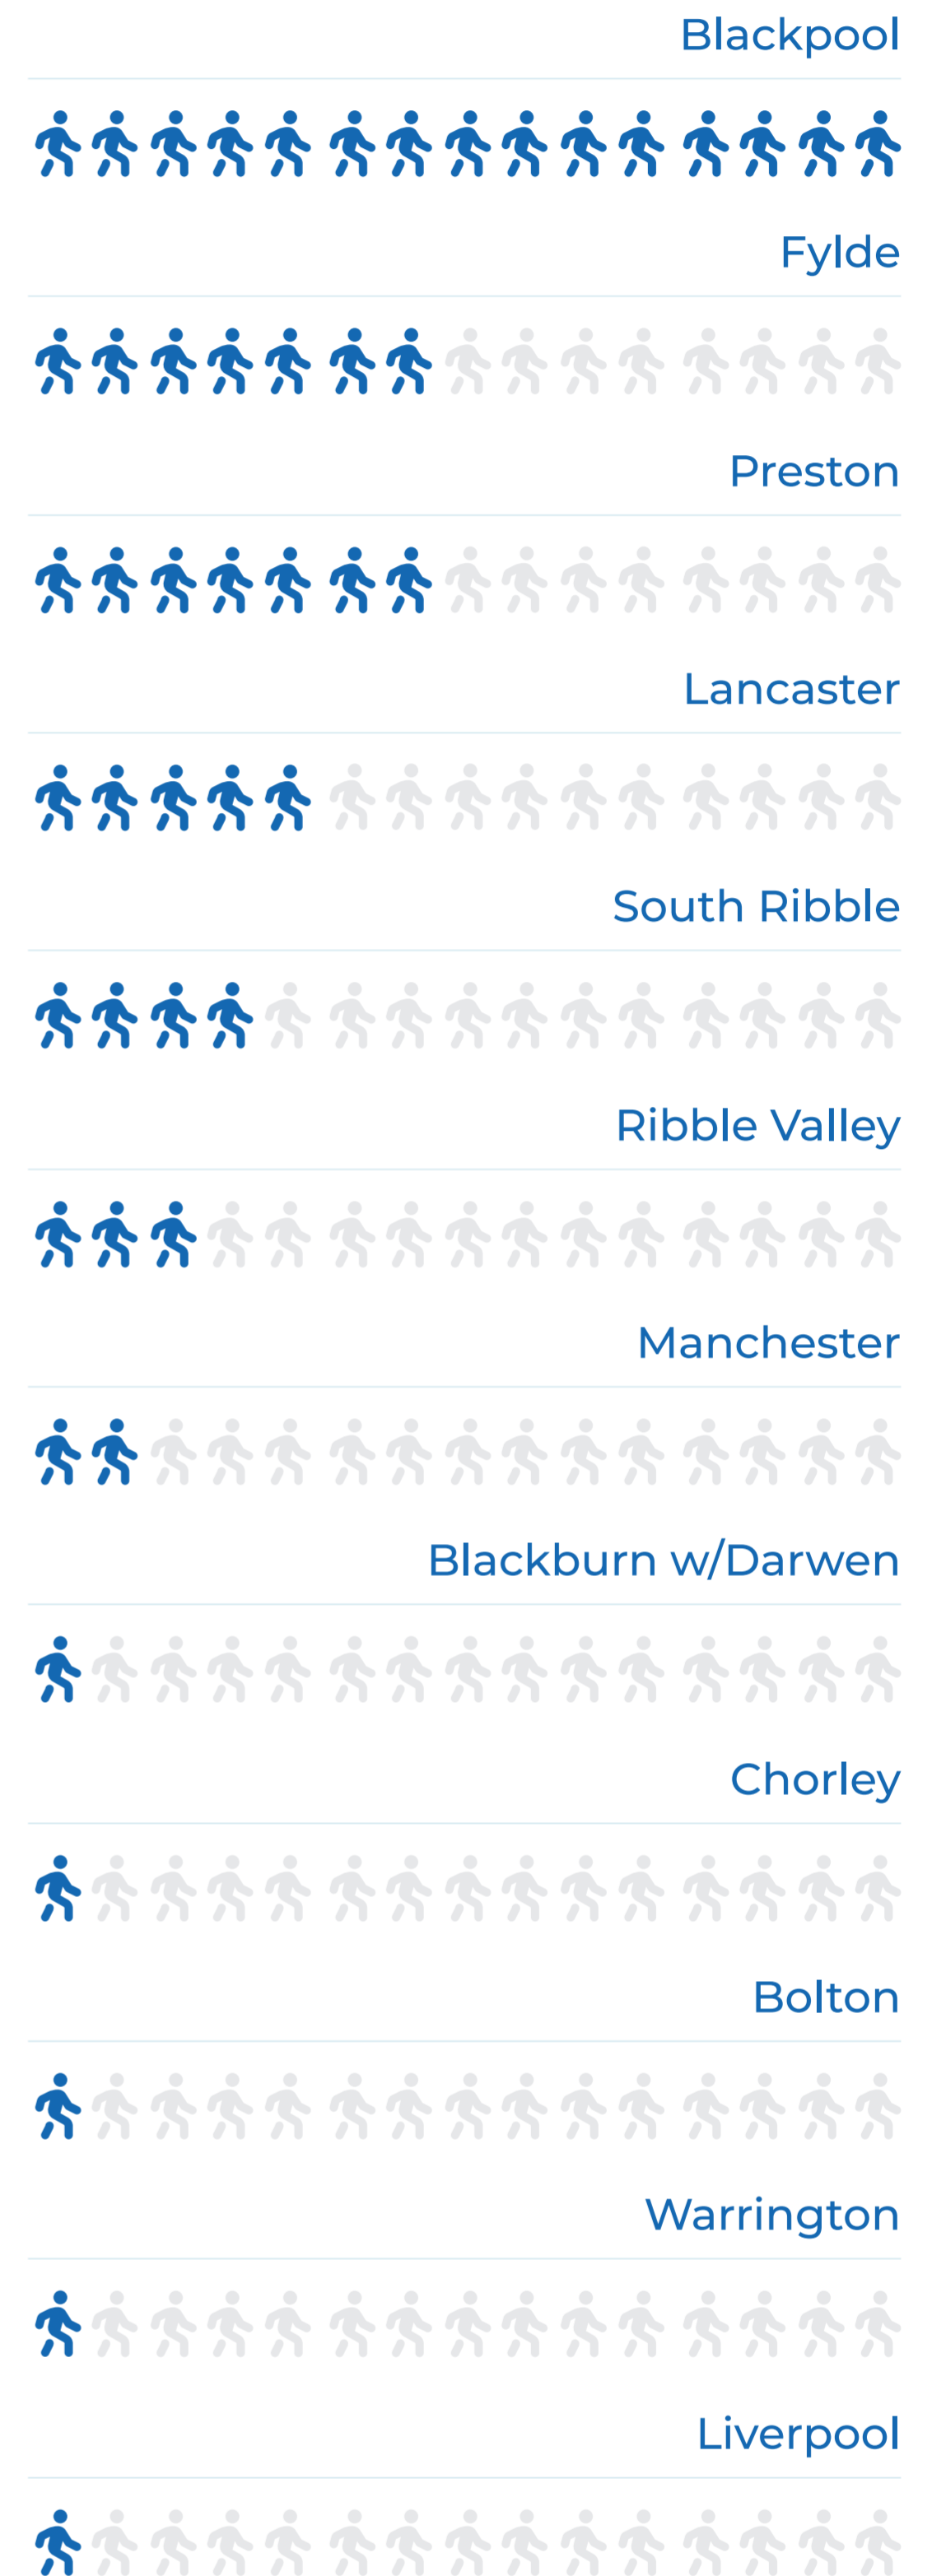 Blackpool
Fylde
Preston
Lancaster
South Ribble
Ribble Valley
Manchester
Blackburn w/Darwen
Chorley
Bolton
Warrington
Liverpool